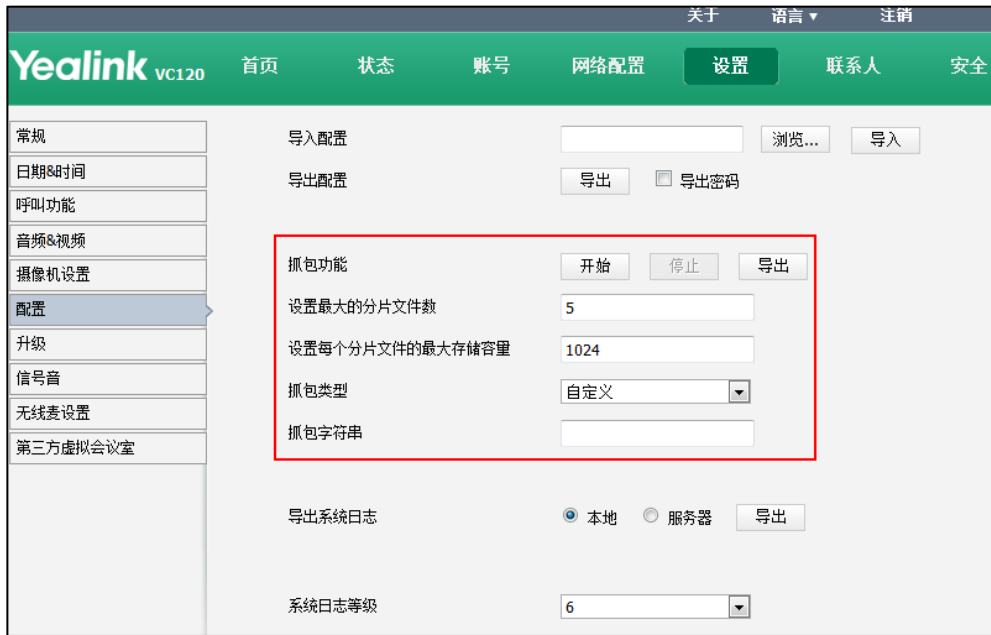 关于 语言 注销
Yealink VC120 首页 状态 账号 网络配置 设置 联系人 安全
常规
日期&时间
呼叫功能
音频&视频
摄像机设置
配置
升级
信号音
无线麦设置
第三方虚拟会议室
导入配置 浏览... 导入
导出配置 导出 导出密码
抓包功能 开始 停止 导出
设置最大的分片文件数 5
设置每个分片文件的最大存储容量 1024
抓包类型 自定义
抓包字符串
导出系统日志 本地 服务器 导出
系统日志等级 6